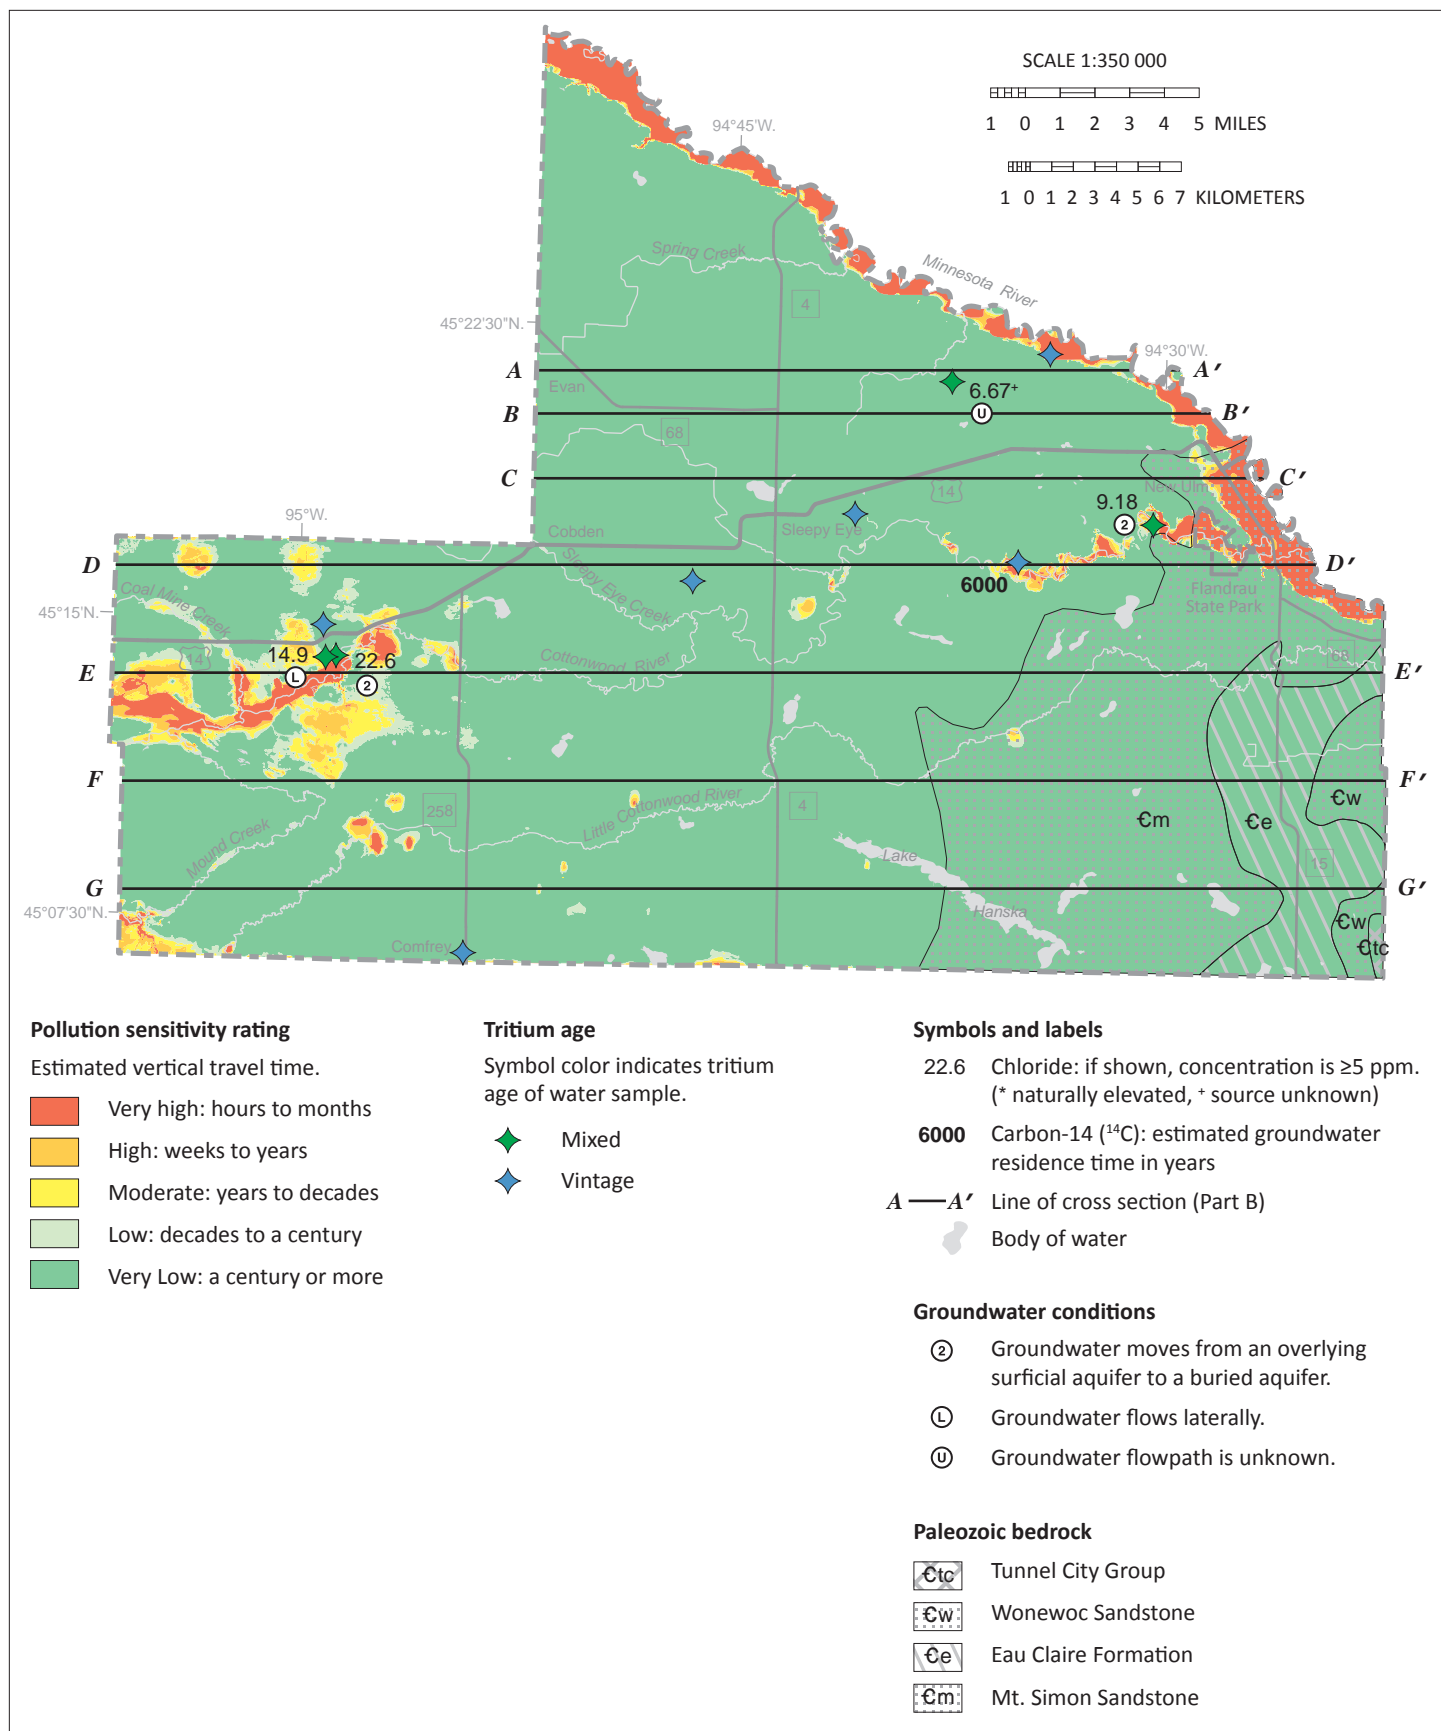 SCALE 1:350 000
1 0 1 2 3 4 5 MILES
1 0 1 2 3 4 5 6 7 KILOMETERS
94°45'W.
Spring Creek
Minnesota River
4
45°22'30"N.
94°30'W.
A
A'
Evan
6.67+
B
U
B'
68
C
14
New Ulm
C'
9.18
95°W.
Cobden
Sleepy Eye
2
D
6000
D'
Coal Mine Creek
Sleepy Eye Creek
Flandrau
State Park
45°15'N.
14
14.9
22.6
Cottonwood River
68
E
L
2
E'
F
F'
258
Little Cottonwood River
4
Mound Creek
Ꞓm
Ꞓe
Ꞓw
Lake
15
G
G'
45°07'30"N.
Hanska
Comfrey
Ꞓw
Ꞓtc
Pollution sensitivity rating
Estimated vertical travel time.
Very high: hours to months
High: weeks to years
Moderate: years to decades
Low: decades to a century
Very Low: a century or more
Tritium age
Symbol color indicates tritium
age of water sample.
Mixed
Vintage
Symbols and labels
22.6 Chloride: if shown, concentration is ≥5 ppm.
(* naturally elevated, + source unknown)
6000 Carbon-14 (14C): estimated groundwater
residence time in years
A — A' Line of cross section (Part B)
Body of water
Groundwater conditions
2 Groundwater moves from an overlying
surficial aquifer to a buried aquifer.
L Groundwater flows laterally.
U Groundwater flowpath is unknown.
Paleozoic bedrock
Ꞓtc Tunnel City Group
Ꞓw Wonewoc Sandstone
Ꞓe Eau Claire Formation
Ꞓm Mt. Simon Sandstone